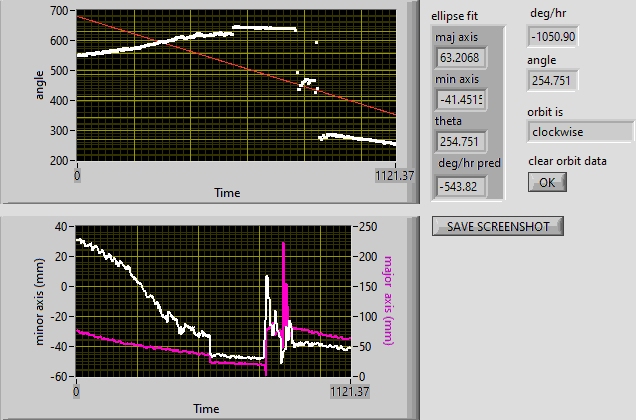 700
600
500
400
300
200
angle
0
1121.37
Time
ellipse fit
maj axis
63.2068
min axis
-41.4515
theta
254.751
deg/hr pred
-543.82
deg/hr
-1050.90
angle
254.751
orbit is
clockwise
clear orbit data
OK
SAVE SCREENSHOT
40
20
0
-20
-40
-60
minor axis (mm)
250
200
150
100
50
0
major axis (mm)
0
1121.37
Time